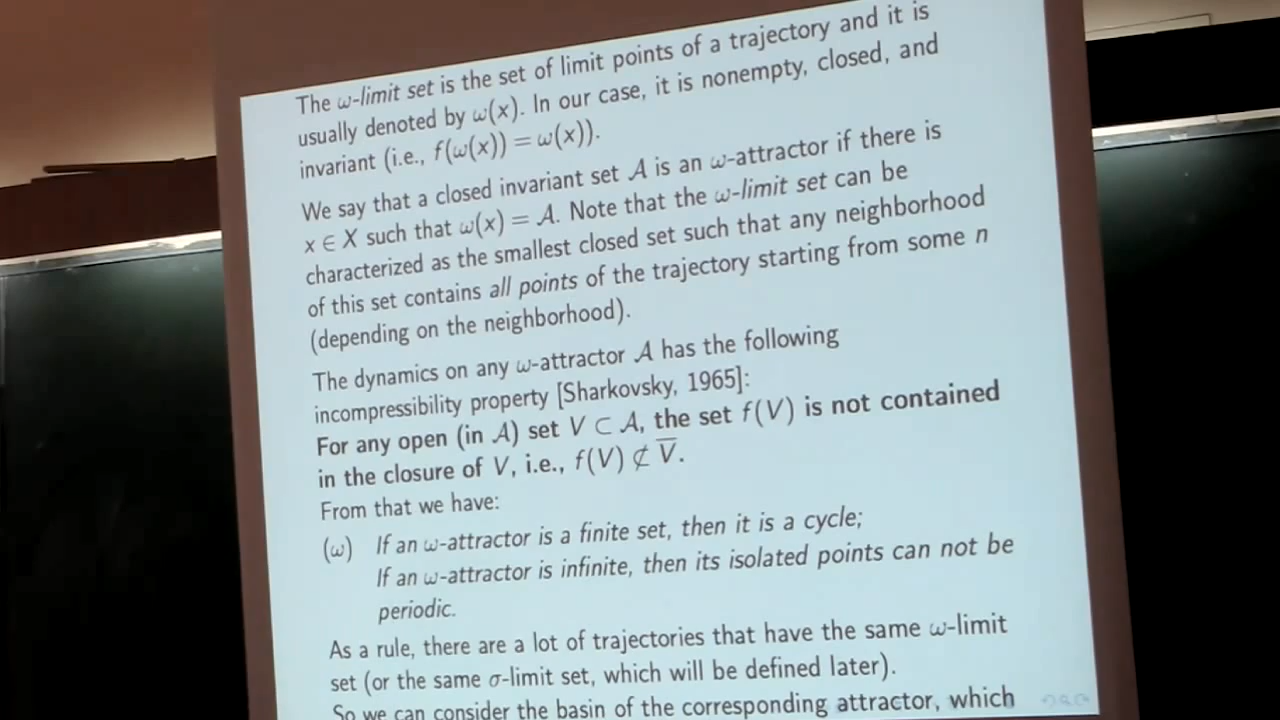 The ω-limit set is the set of limit points of a trajectory and it is
usually denoted by ω(x). In our case, it is nonempty, closed, and
invariant (i.e., f(ω(x)) = ω(x)).
We say that a closed invariant set A is an ω-attractor if there is
x ∈ X such that ω(x) = A. Note that the ω-limit set can be
characterized as the smallest closed set such that any neighborhood
of this set contains all points of the trajectory starting from some n
(depending on the neighborhood).
The dynamics on any ω-attractor A has the following
incompressibility property [Sharkovsky, 1965]:
For any open (in A) set V ⊂ A, the set f(V) is not contained
in the closure of V, i.e., f(V) ⊄ V̅.
From that we have:
(ω) If an ω-attractor is a finite set, then it is a cycle;
If an ω-attractor is infinite, then its isolated points can not be
periodic.
As a rule, there are a lot of trajectories that have the same ω-limit
set (or the same σ-limit set, which will be defined later).
So we can consider the basin of the corresponding attractor, which